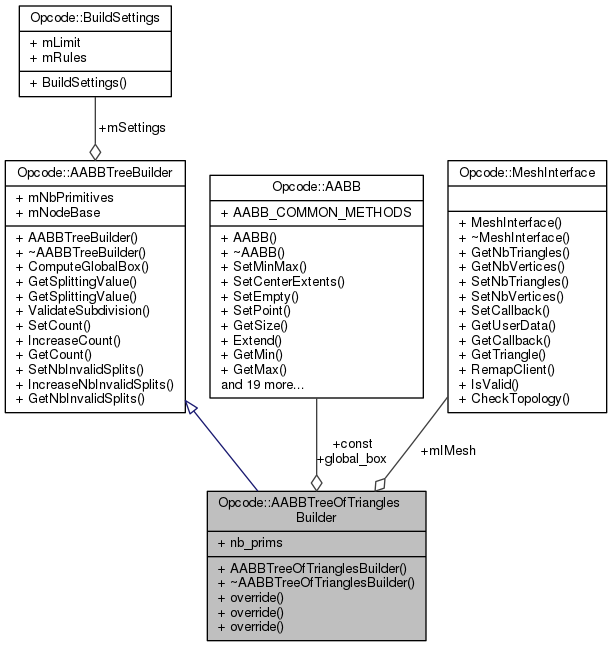 Opcode::BuildSettings
+ mLimit
+ mRules
+ BuildSettings()
+mSettings
Opcode::AABBTreeBuilder
+ mNbPrimitives
+ mNodeBase
+ AABBTreeBuilder()
+ ~AABBTreeBuilder()
+ ComputeGlobalBox()
+ GetSplittingValue()
+ GetSplittingValue()
+ ValidateSubdivision()
+ SetCount()
+ IncreaseCount()
+ GetCount()
+ SetNbInvalidSplits()
+ IncreaseNbInvalidSplits()
+ GetNbInvalidSplits()
Opcode::AABB
+ AABB_COMMON_METHODS
+ AABB()
+ ~AABB()
+ SetMinMax()
+ SetCenterExtents()
+ SetEmpty()
+ SetPoint()
+ GetSize()
+ Extend()
+ GetMin()
+ GetMax()
and 19 more...
Opcode::MeshInterface
+ MeshInterface()
+ ~MeshInterface()
+ GetNbTriangles()
+ GetNbVertices()
+ SetNbTriangles()
+ SetNbVertices()
+ SetCallback()
+ GetUserData()
+ GetCallback()
+ GetTriangle()
+ RemapClient()
+ IsValid()
+ CheckTopology()
+const
+global_box
+mIMesh
Opcode::AABBTreeOfTriangles
Builder
+ nb_prims
+ AABBTreeOfTrianglesBuilder()
+ ~AABBTreeOfTrianglesBuilder()
+ override()
+ override()
+ override()